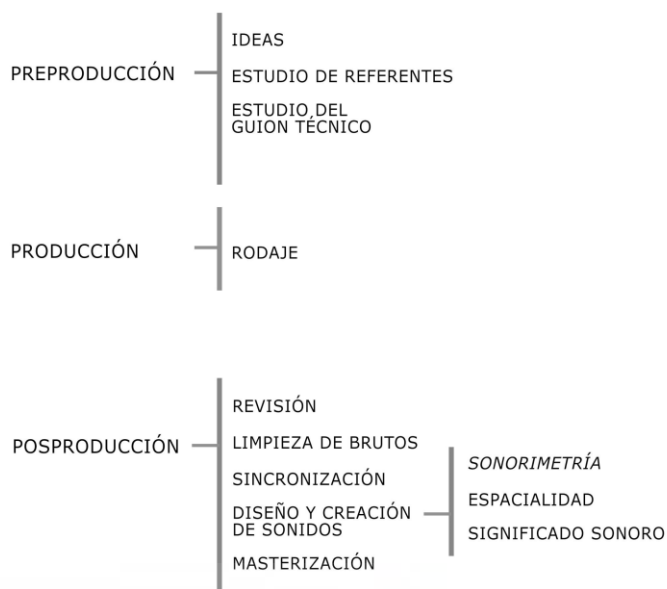 PREPRODUCCIÓN
IDEAS
ESTUDIO DE REFERENTES
ESTUDIO DEL
GUION TÉCNICO
PRODUCCIÓN
RODAJE
POSPRODUCCIÓN
REVISIÓN
LIMPIEZA DE BRUTOS
SINCRONIZACIÓN
DISEÑO Y CREACIÓN
DE SONIDOS
SONORIMETRÍA
ESPACIALIDAD
SIGNIFICADO SONORO
MASTERIZACIÓN